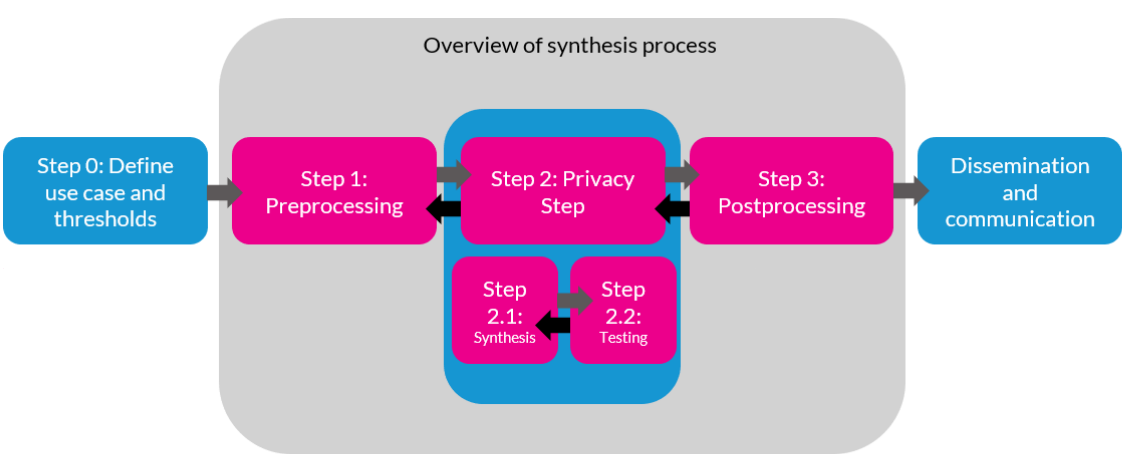 Overview of synthesis process
Step 0: Define
use case and
thresholds
Step 1:
Preprocessing
Step 2: Privacy
Step
Step 3:
Postprocessing
Dissemination
and
communication
Step
2.1:
Synthesis
Step
2.2:
Testing